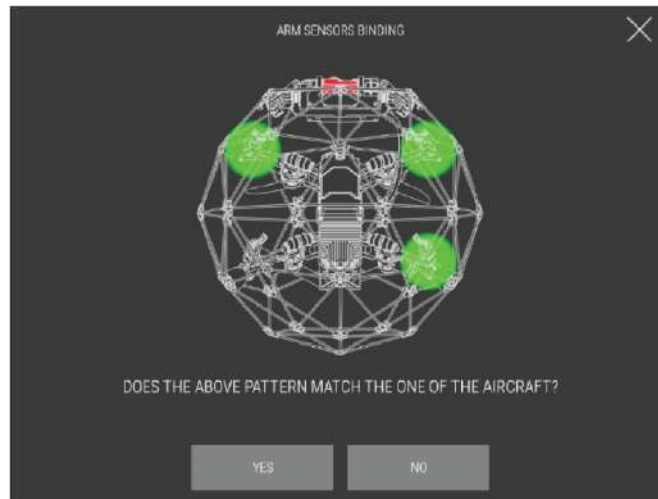 ARM SENSORS BINDING
DOES THE ABOVE PATTERN MATCH THE ONE OF THE AIRCRAFT?
YES
NO